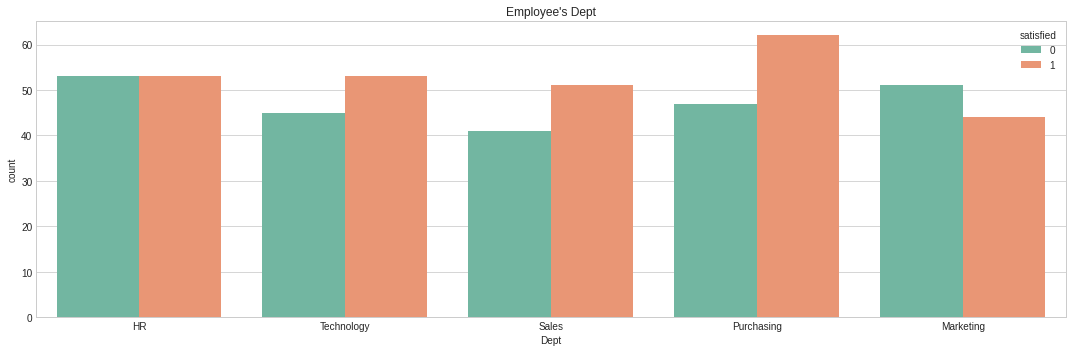 Employee's Dept
satisfied
0
1
60
50
40
30
20
10
0
count
HR Technology Sales Purchasing Marketing
Dept